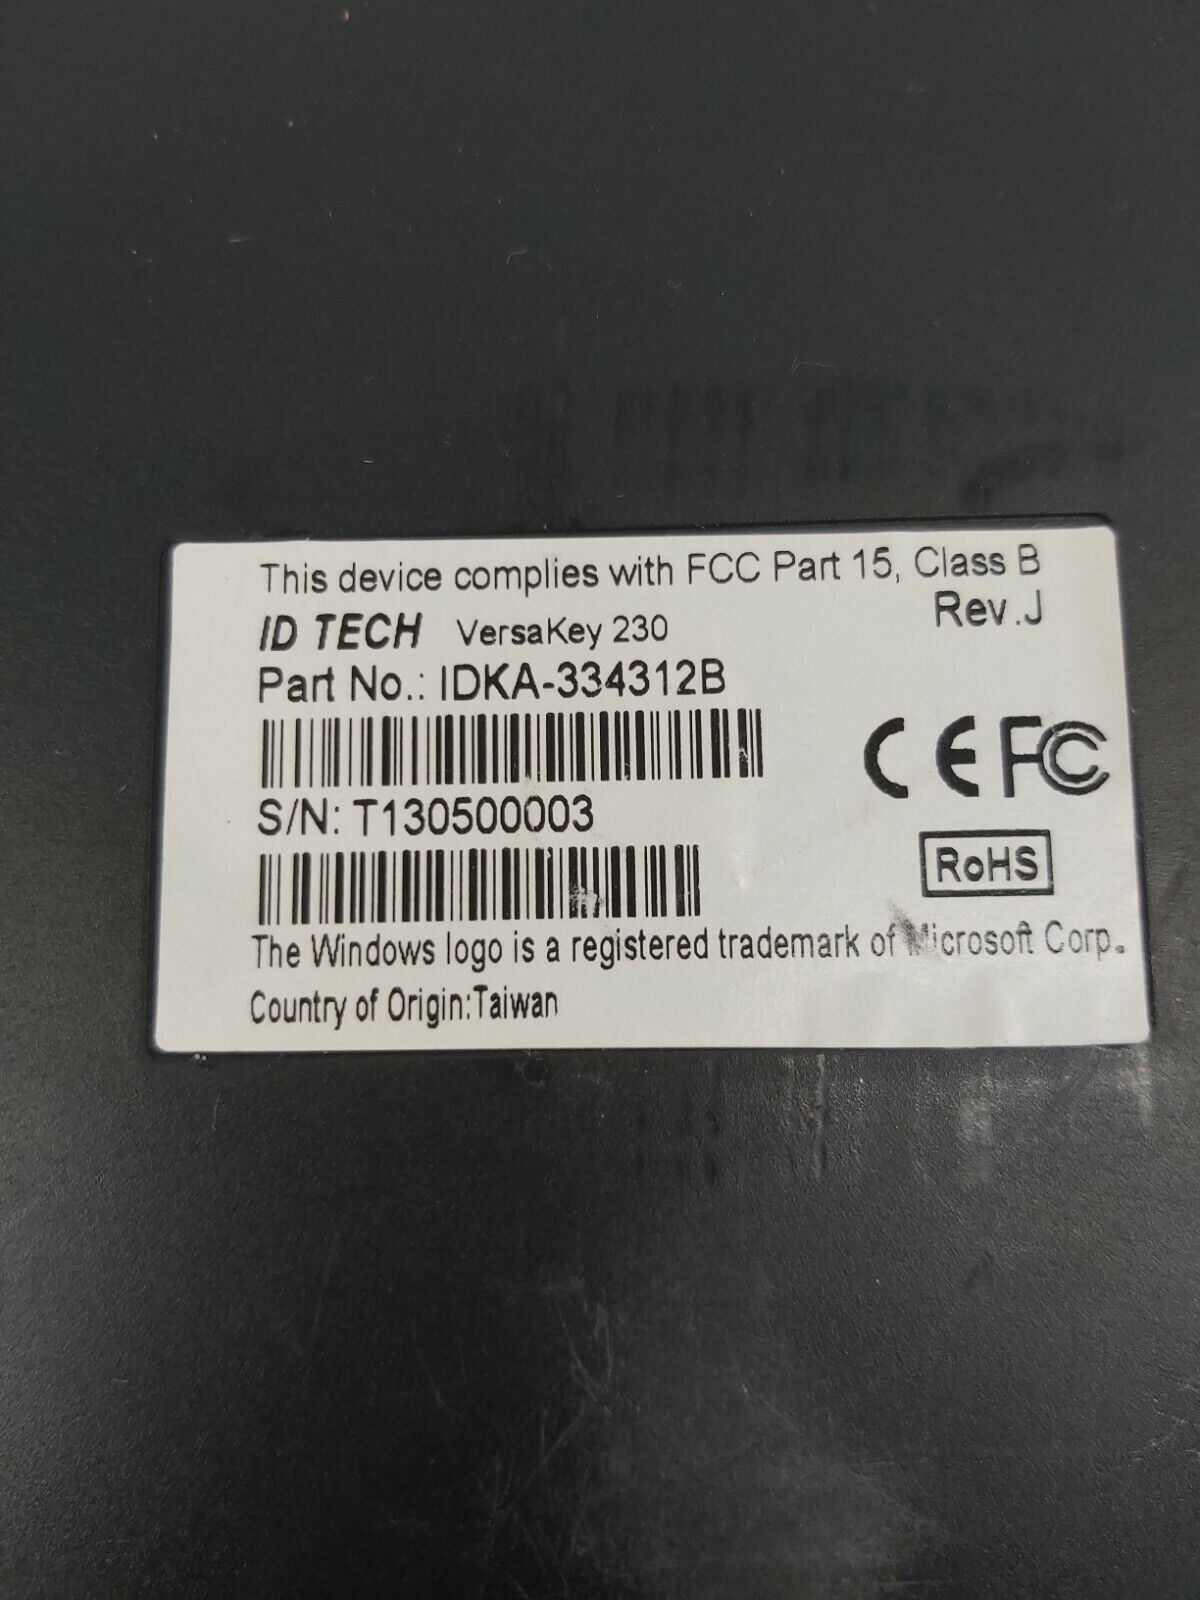 This device complies with FCC Part 15, Class B
ID TECH VersaKey 230 Rev.J
Part No.: IDKA-334312B
CE FC
S/N: T130500003
RoHS
The Windows logo is a registered trademark of Microsoft Corp.
Country of Origin:Taiwan